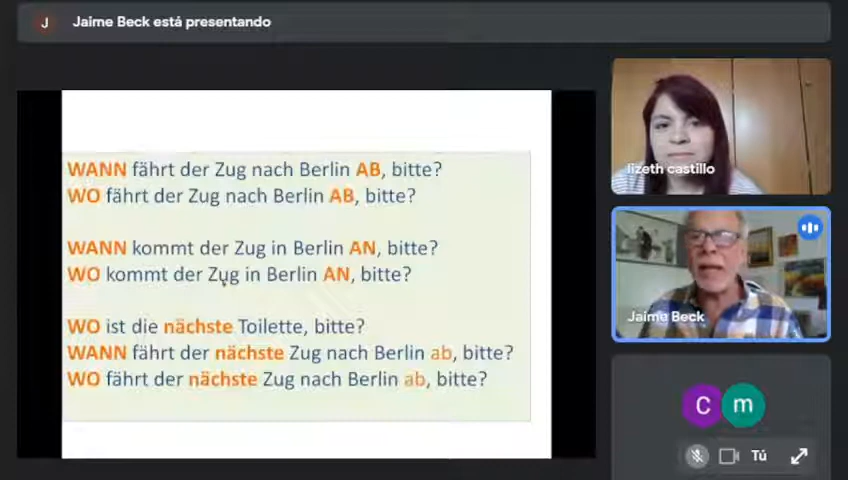 J Jaime Beck está presentando
WANN fährt der Zug nach Berlin AB, bitte?
WO fährt der Zug nach Berlin AB, bitte?
WANN kommt der Zug in Berlin AN, bitte?
WO kommt der Zug in Berlin AN, bitte?
WO ist die nächste Toilette, bitte?
WANN fährt der nächste Zug nach Berlin ab, bitte?
WO fährt der nächste Zug nach Berlin ab, bitte?
lizeth castillo
Jaime Beck
C m
Tú